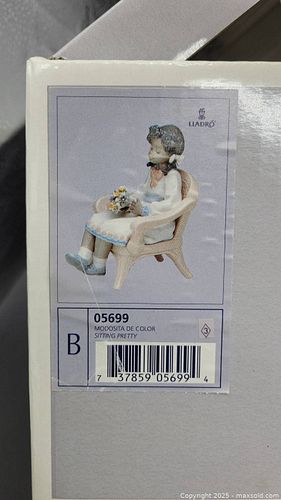 LLADRÓ
05699
MODOSITA DE COLOR
SITTING PRETTY
B
3
7 37859 05699 4
Copyright 2025 - maxsold.com